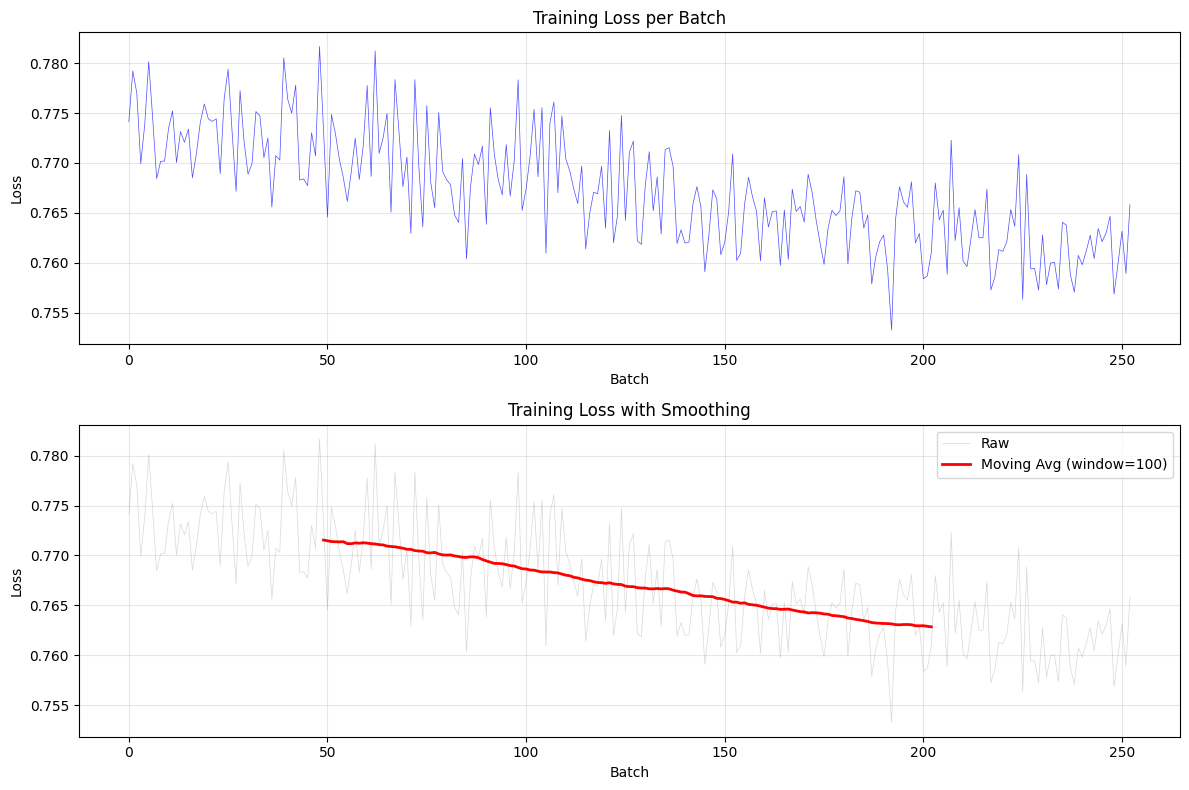 Training Loss per Batch
0.780
0.775
0.770
0.765
0.760
0.755
Loss
0 50 100 150 200 250
Batch
Training Loss with Smoothing
0.780
0.775
0.770
0.765
0.760
0.755
Loss
Raw
Moving Avg (window=100)
0 50 100 150 200 250
Batch